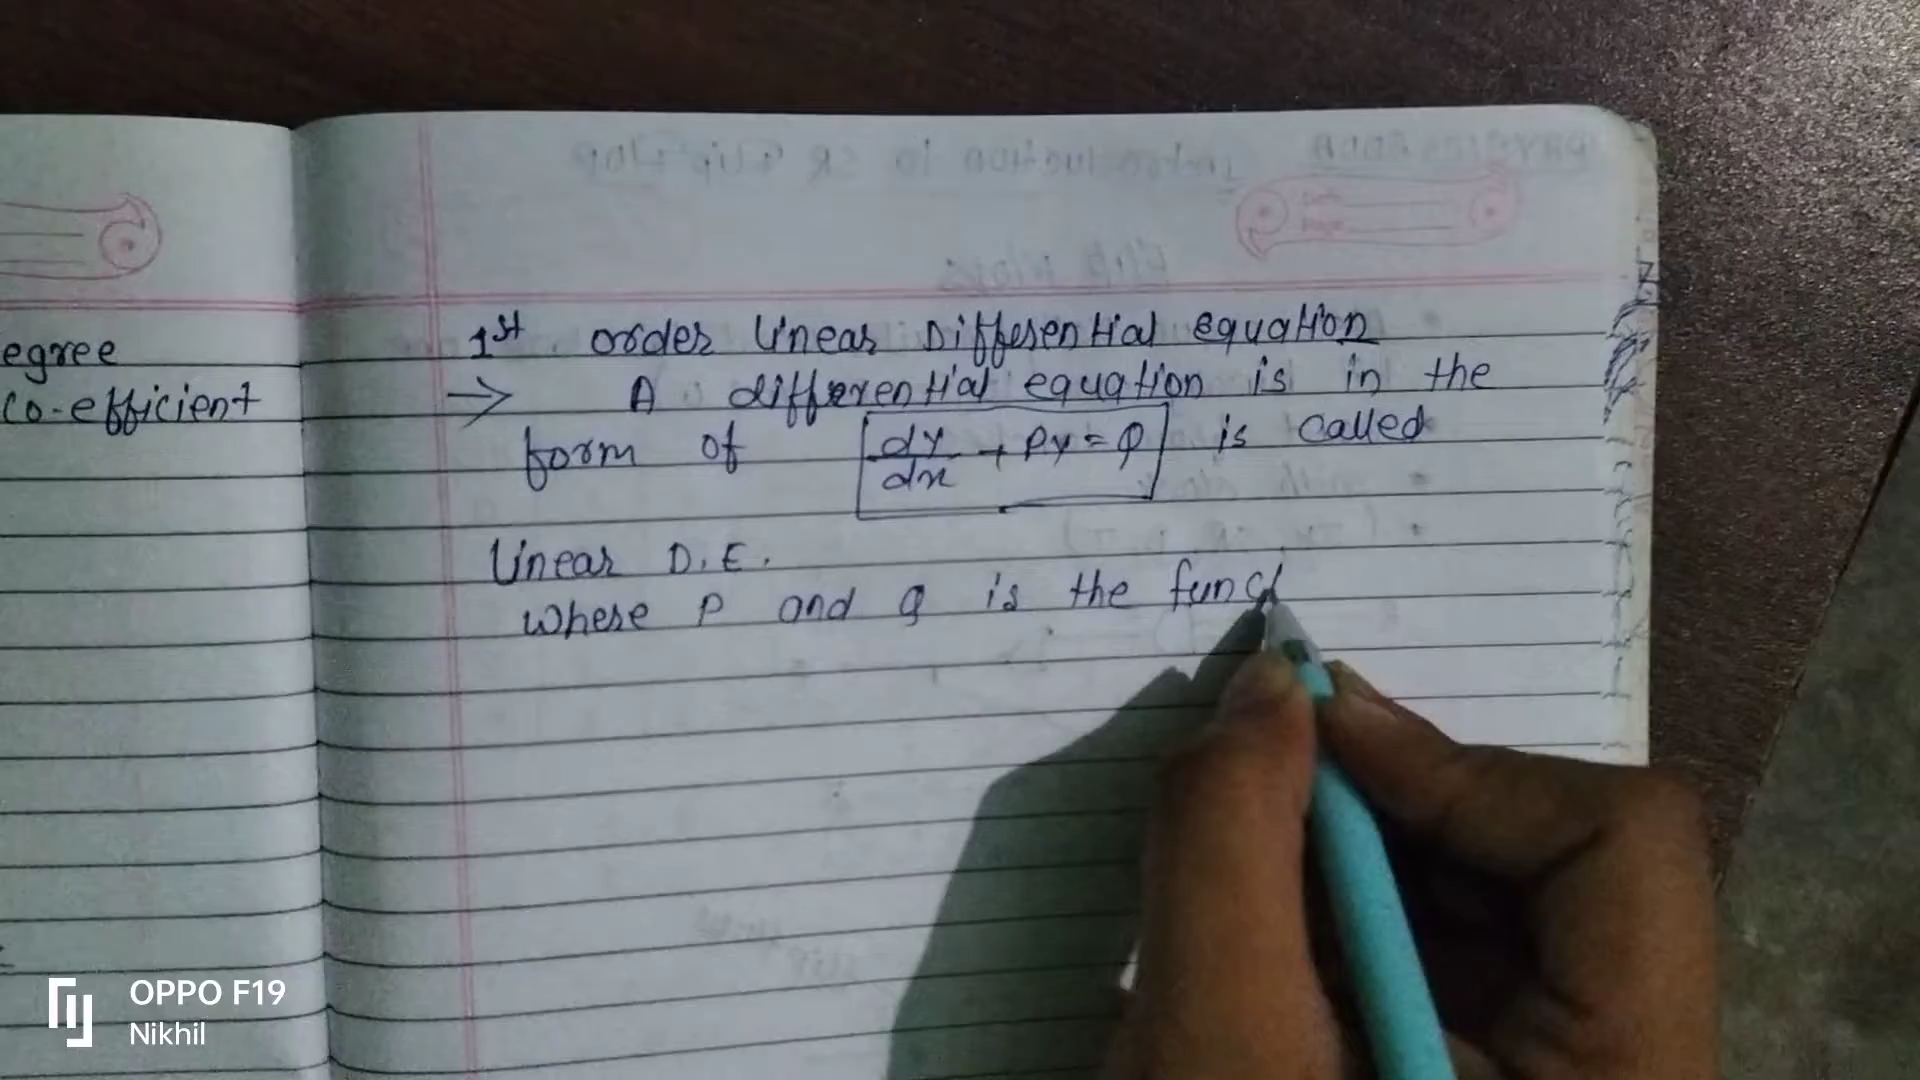 egree
co-efficient
1st order linear Differential equation
→ A differential equation is in the
form of dy/dx + Py = Q is called
linear D.E.
where P and Q is the funct
OPPO F19
Nikhil